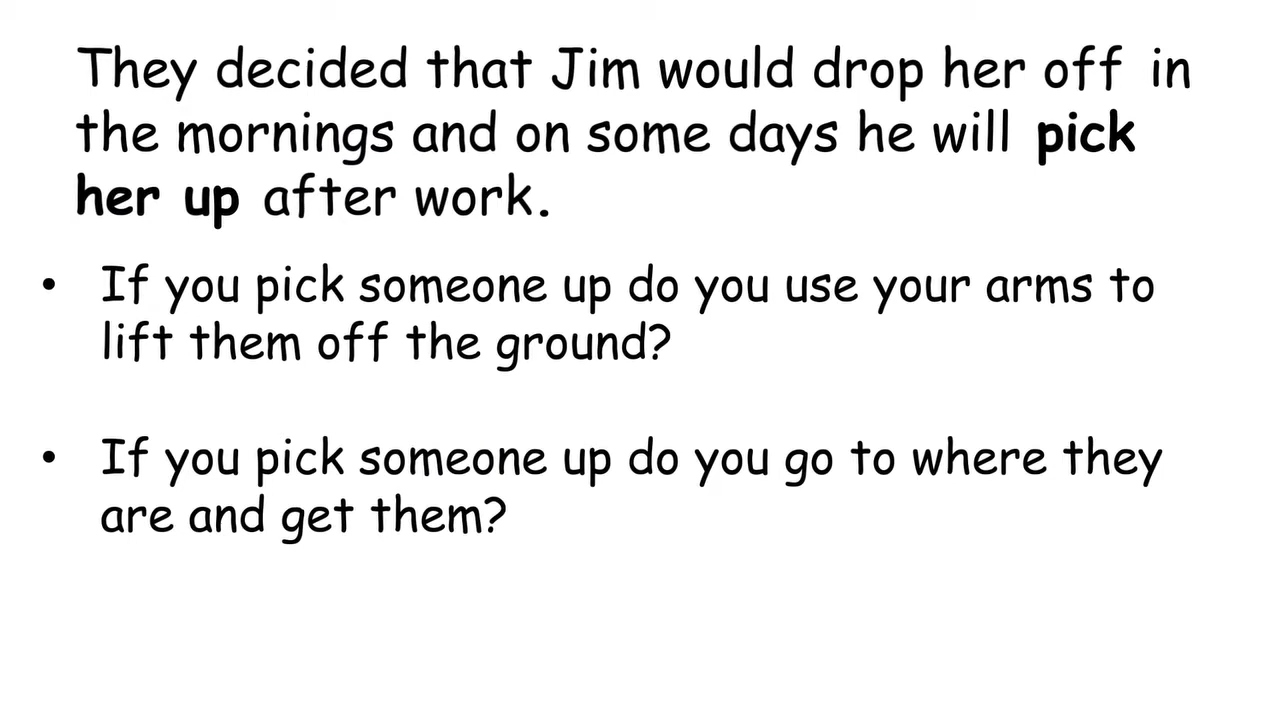 They decided that Jim would drop her off in
the mornings and on some days he will pick
her up after work.
• If you pick someone up do you use your arms to
lift them off the ground?
• If you pick someone up do you go to where they
are and get them?